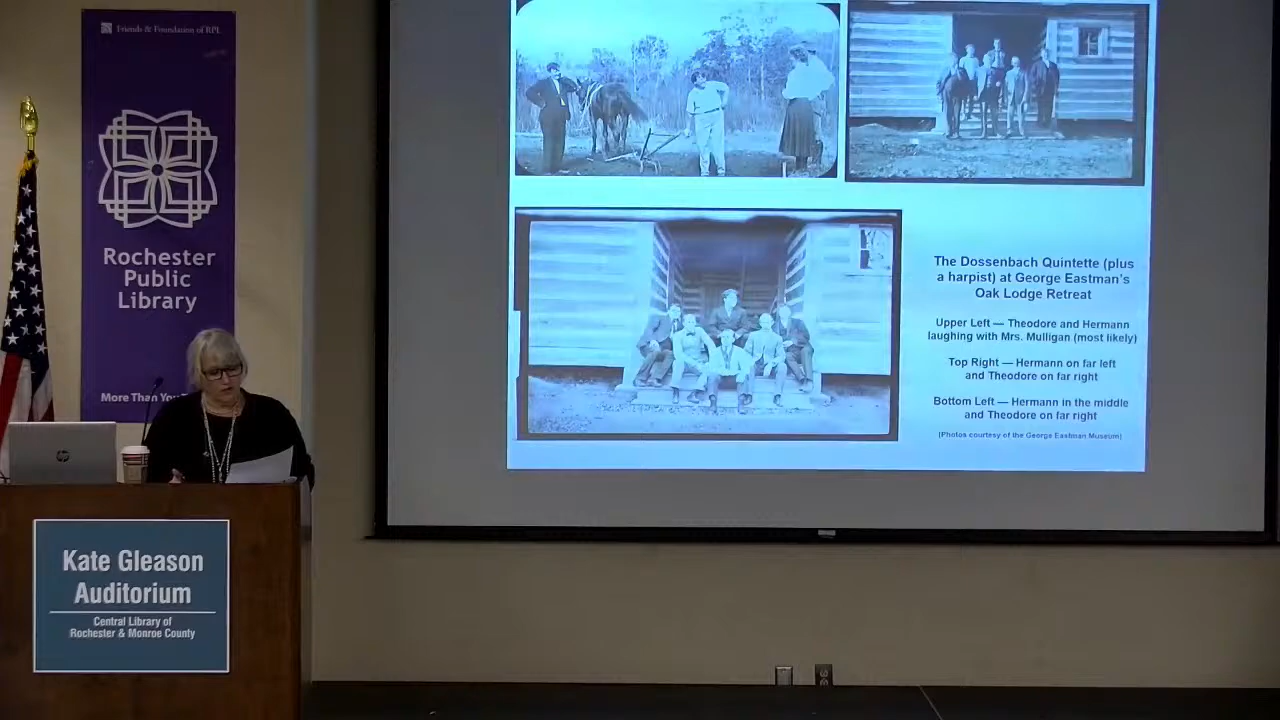 Friends & Foundation of RPL
Rochester
Public
Library
More Than
hp
Kate Gleason
Auditorium
Central Library of
Rochester & Monroe County
The Dossenbach Quintette (plus
a harpist) at George Eastman's
Oak Lodge Retreat
Upper Left — Theodore and Hermann
laughing with Mrs. Mulligan (most likely)
Top Right — Hermann on far left
and Theodore on far right
Bottom Left — Hermann in the middle
and Theodore on far right
[Photos courtesy of the George Eastman Museum]